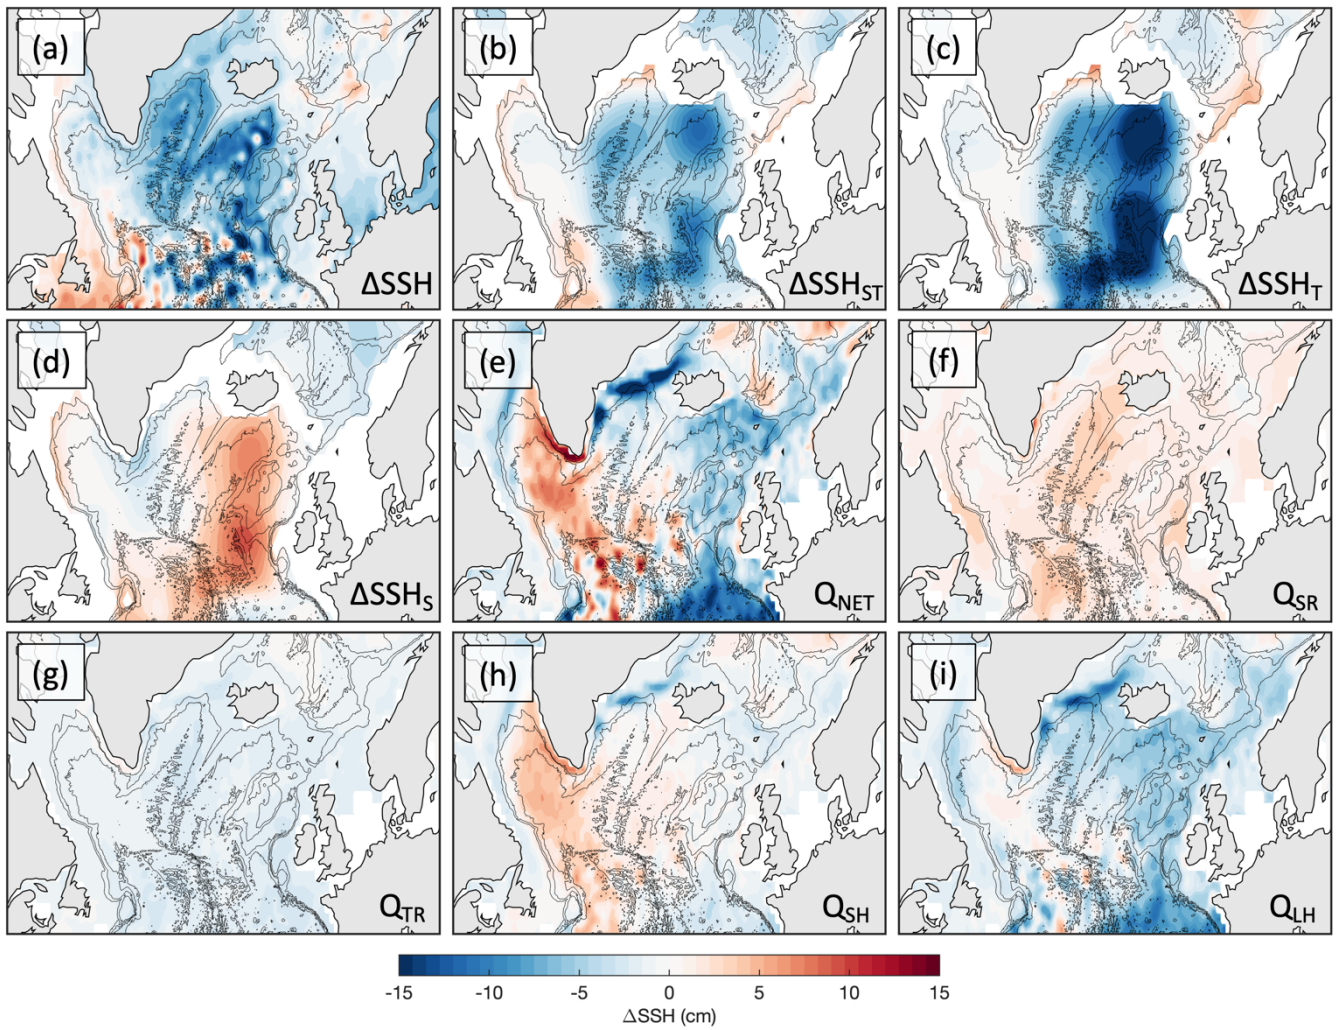 (a)
ΔSSH
(b)
ΔSSH_ST
(c)
ΔSSH_T
(d)
ΔSSH_S
(e)
Q_NET
(f)
Q_SR
(g)
Q_TR
(h)
Q_SH
(i)
Q_LH
-15 -10 -5 0 5 10 15
ΔSSH (cm)